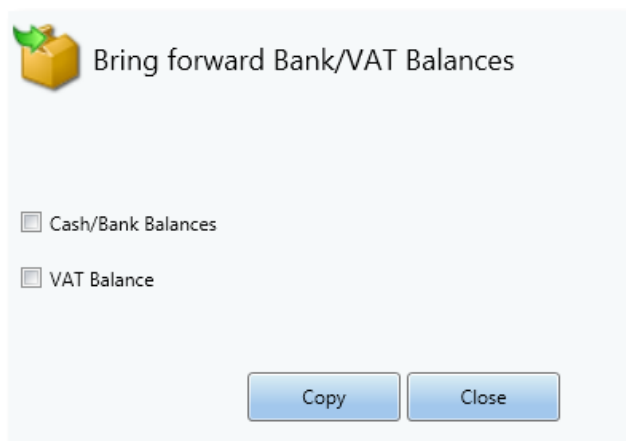 Bring forward Bank/VAT Balances
Cash/Bank Balances
VAT Balance
Copy Close